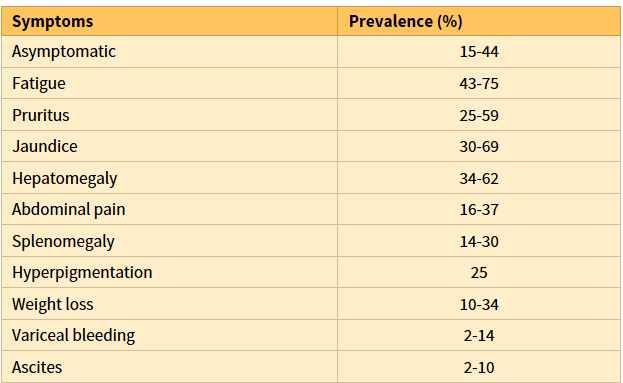 Symptoms Prevalence (%)
Asymptomatic 15-44
Fatigue 43-75
Pruritus 25-59
Jaundice 30-69
Hepatomegaly 34-62
Abdominal pain 16-37
Splenomegaly 14-30
Hyperpigmentation 25
Weight loss 10-34
Variceal bleeding 2-14
Ascites 2-10